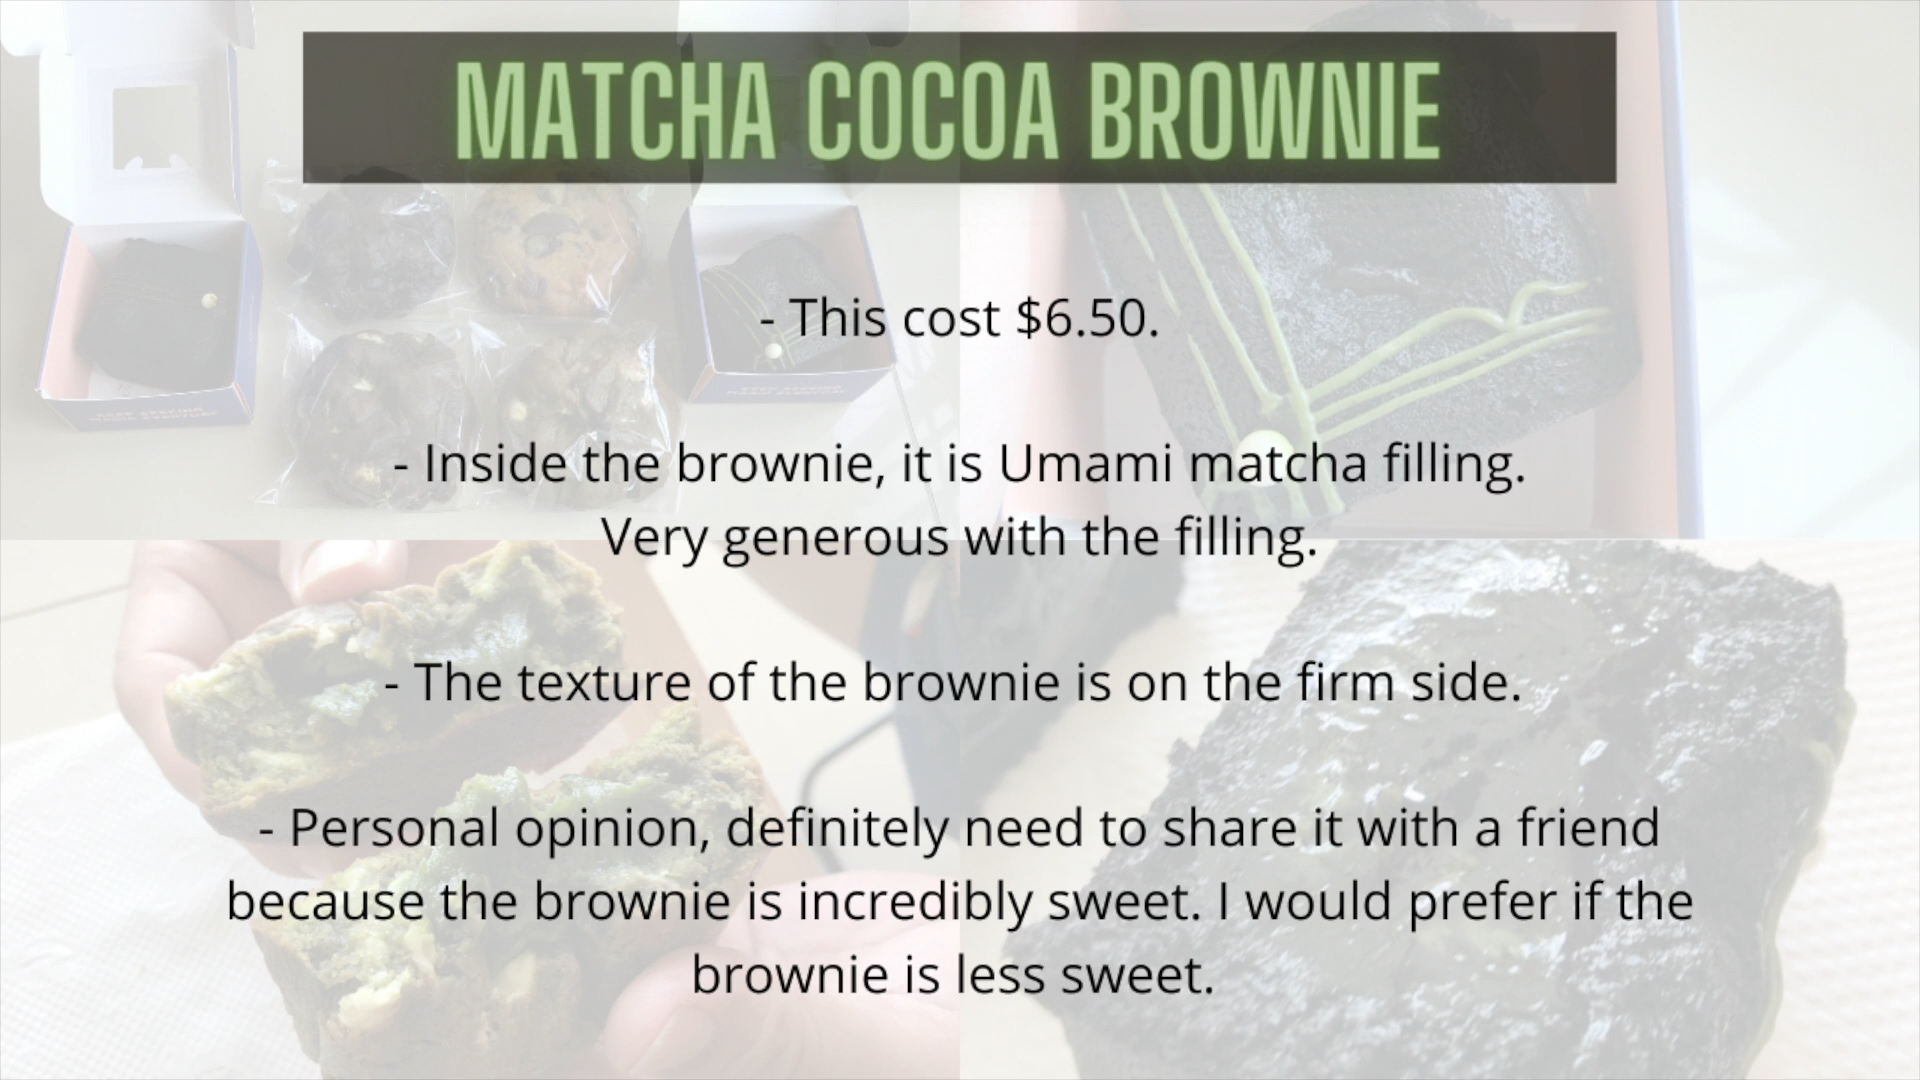 MATCHA COCOA BROWNIE
- This cost $6.50.
- Inside the brownie, it is Umami matcha filling.
Very generous with the filling.
- The texture of the brownie is on the firm side.
- Personal opinion, definitely need to share it with a friend
because the brownie is incredibly sweet. I would prefer if the
brownie is less sweet.